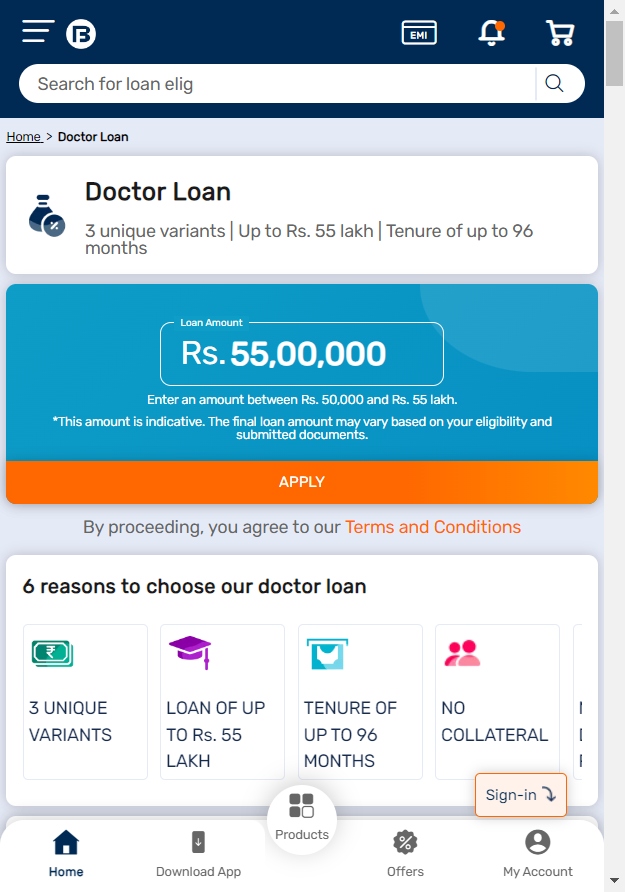 EMI
Search for loan elig
Home > Doctor Loan
Doctor Loan
3 unique variants | Up to Rs. 55 lakh | Tenure of up to 96
months
Loan Amount
Rs. 55,00,000
Enter an amount between Rs. 50,000 and Rs. 55 lakh.
*This amount is indicative. The final loan amount may vary based on your eligibility and
submitted documents.
APPLY
By proceeding, you agree to our Terms and Conditions
6 reasons to choose our doctor loan
3 UNIQUE
VARIANTS
LOAN OF UP
TO Rs. 55
LAKH
TENURE OF
UP TO 96
MONTHS
NO
COLLATERAL
Sign-in
Home
Download App
Products
Offers
My Account